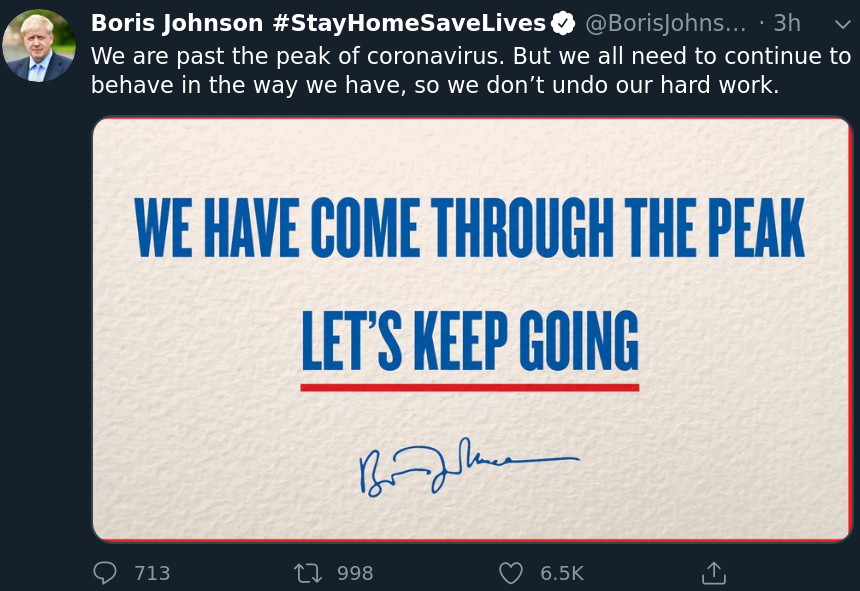 Boris Johnson #StayHomeSaveLives @BorisJohns... · 3h
We are past the peak of coronavirus. But we all need to continue to
behave in the way we have, so we don’t undo our hard work.
WE HAVE COME THROUGH THE PEAK
LET’S KEEP GOING
Boris Johnson
713 998 6.5K